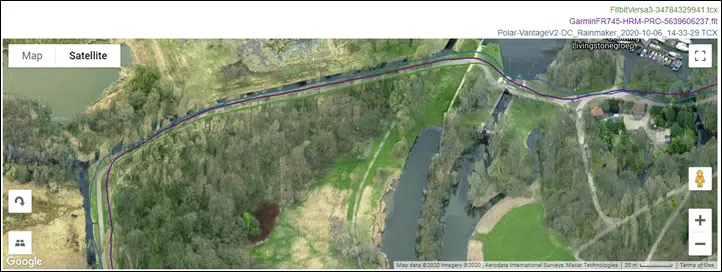 FitbitVersa3-34784329941.tcx
GarminFR745-HRM-PRO-5639606237.fit
Polar-VantageV2-DC_Rainmaker_2020-10-06_14-33-29.TCX
Map Satellite
Livingstonegroep
Google
Map data ©2020 Imagery ©2020 , Aerodata International Surveys, Maxar Technologies
20 m
Terms of Use